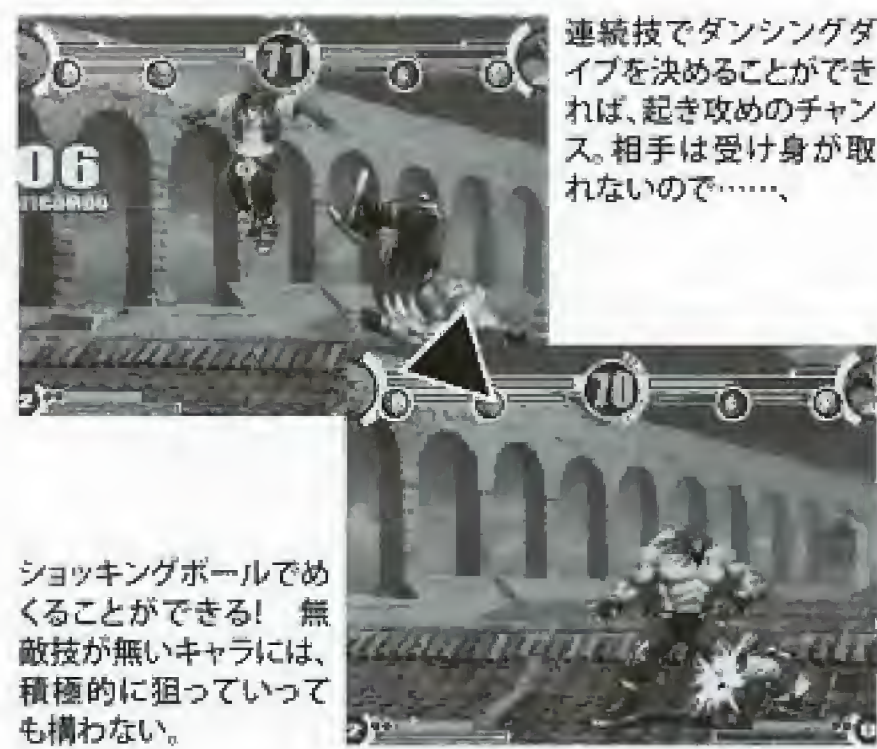 連続技でダンシングダ
イブを決めることができ
れば、起き攻めのチャン
ス。相手は受け身が取
れないので……、
71
06
70
ショッキングボールでめ
くることができる!　無
敵技が無いキャラには、
積極的に狙っていって
も構わない。